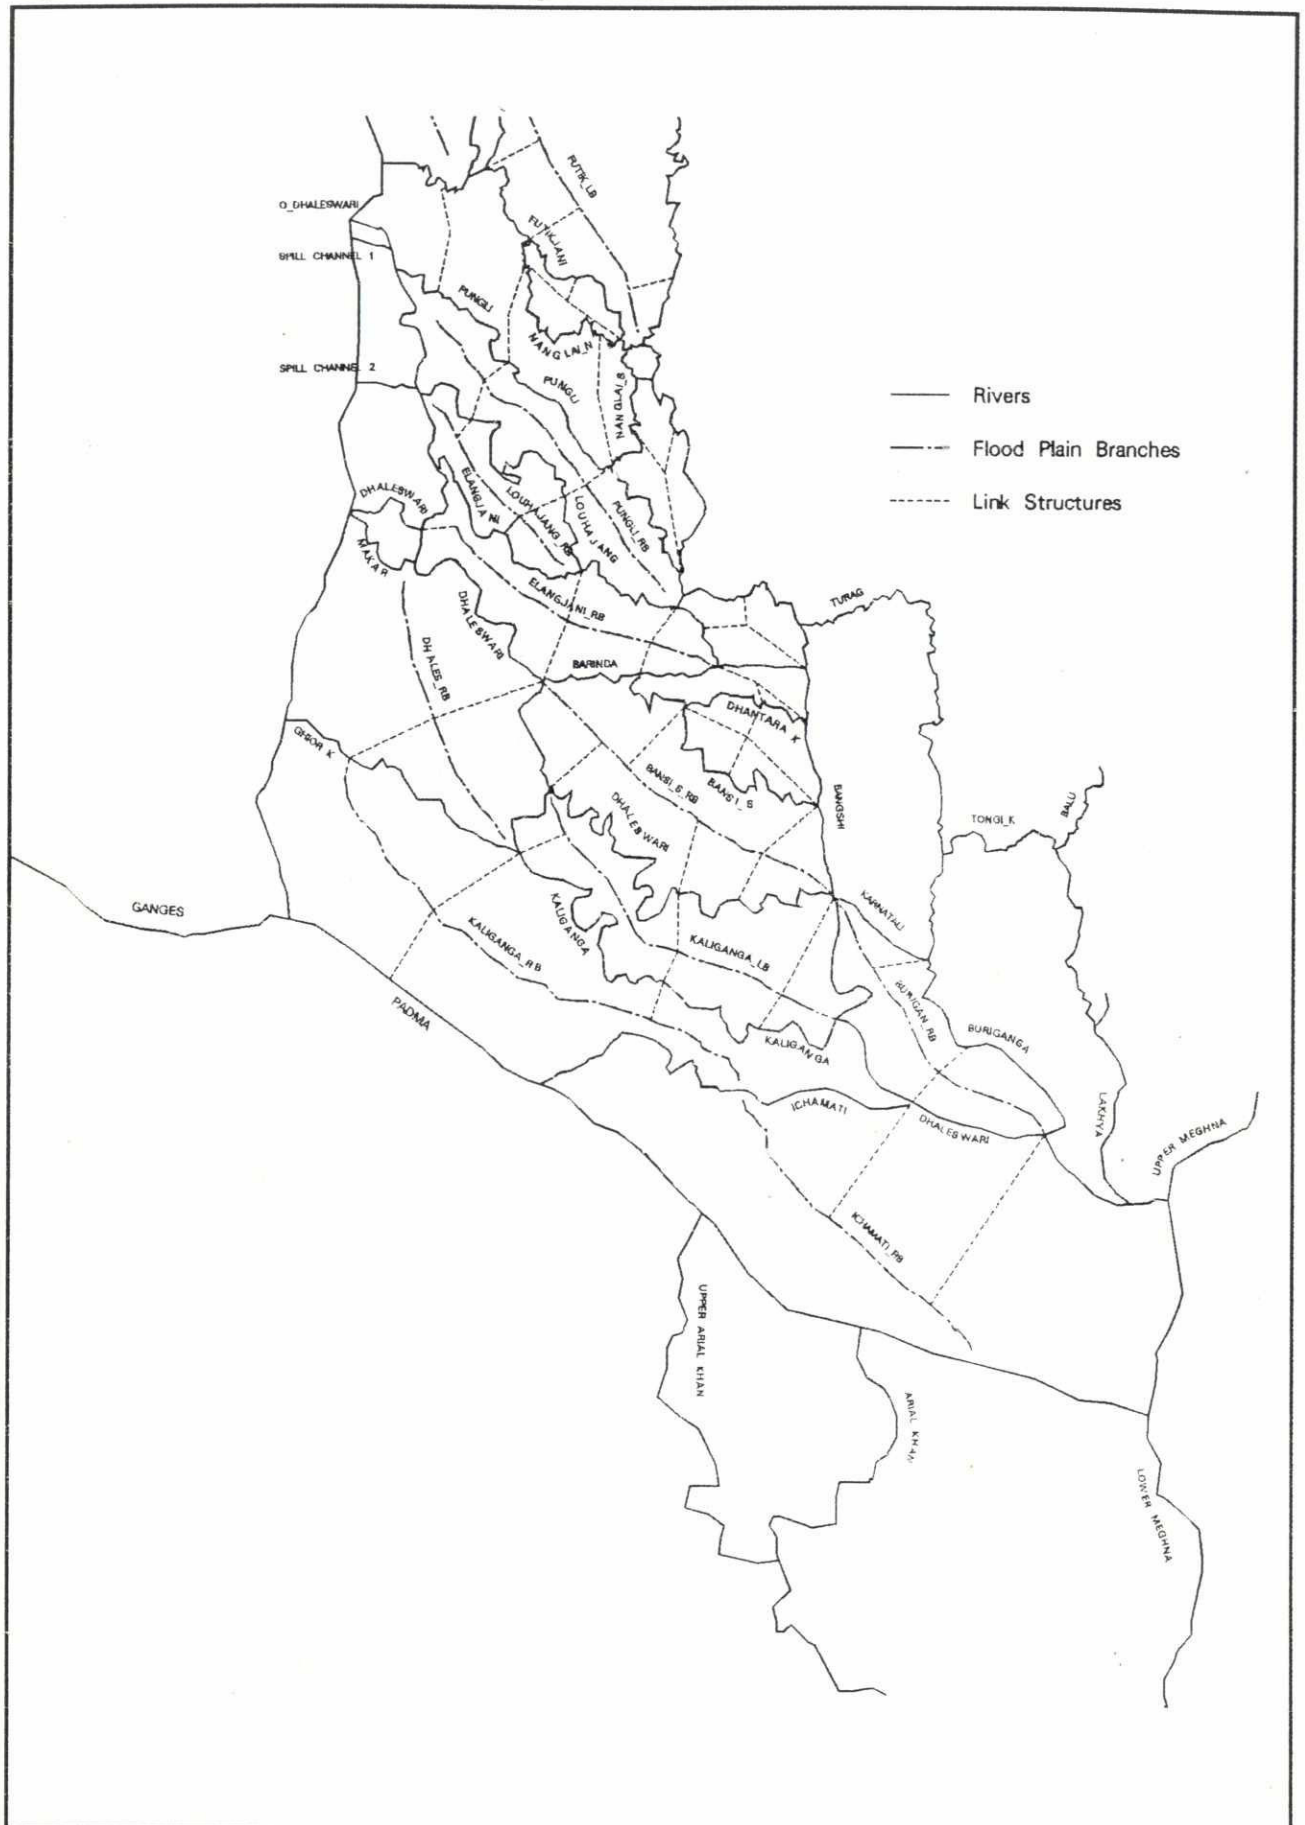 FUTIK_LB
O_DHALESWARI
FUTIKJANI
SPILL CHANNEL 1
PUNGLI
NANGLAI_N
SPILL CHANNEL 2
PUNGLI
NANGLAI_S
Rivers
Flood Plain Branches
Link Structures
DHALESWARI
ELANGJANI
LOUHAJANG_RB
LOUHAJANG
PUNGLI_RB
MAKAR
DHALESWARI
ELANGJANI_RB
TURAG
DHALES_RB
BARINDA
DHANTARA K
GHIOR K
BANSI_S_RB
BANSI_S
DHALESWARI
BANGSHI
TONGI_K
BALU
GANGES
KALIGANGA
KARNATALI
KALIGANGA_RB
KALIGANGA_LB
BURIGAN_RB
PADMA
BURIGANGA
KALIGANGA
ICHAMATI
DHALESWARI
LAKHYA
UPPER MEGHNA
ICHAMATI_RB
UPPER ARIAL KHAN
ARIAL KHAN
LOWER MEGHNA